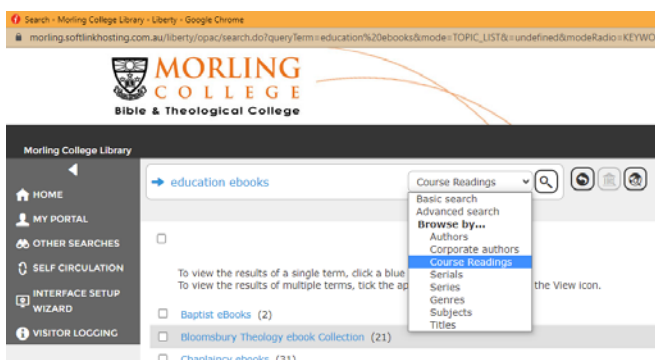 Search - Morling College Library - Liberty - Google Chrome
morling.softlinkhosting.com.au/liberty/opac/search.do?queryTerm=education%20ebooks&mode=TOPIC_LIST&=undefined&modeRadio=KEYWO
MORLING
COLLEGE
Bible & Theological College
Morling College Library
education ebooks
Course Readings
HOME
MY PORTAL
OTHER SEARCHES
SELF CIRCULATION
INTERFACE SETUP
WIZARD
VISITOR LOGGING
Basic search
Advanced search
Browse by...
Authors
Corporate authors
Course Readings
Serials
Series
Genres
Subjects
Titles
To view the results of a single term, click a blue
To view the results of multiple terms, tick the ap the View icon.
Baptist eBooks (2)
Bloomsbury Theology ebook Collection (21)
Chaplaincy ebooks (31)